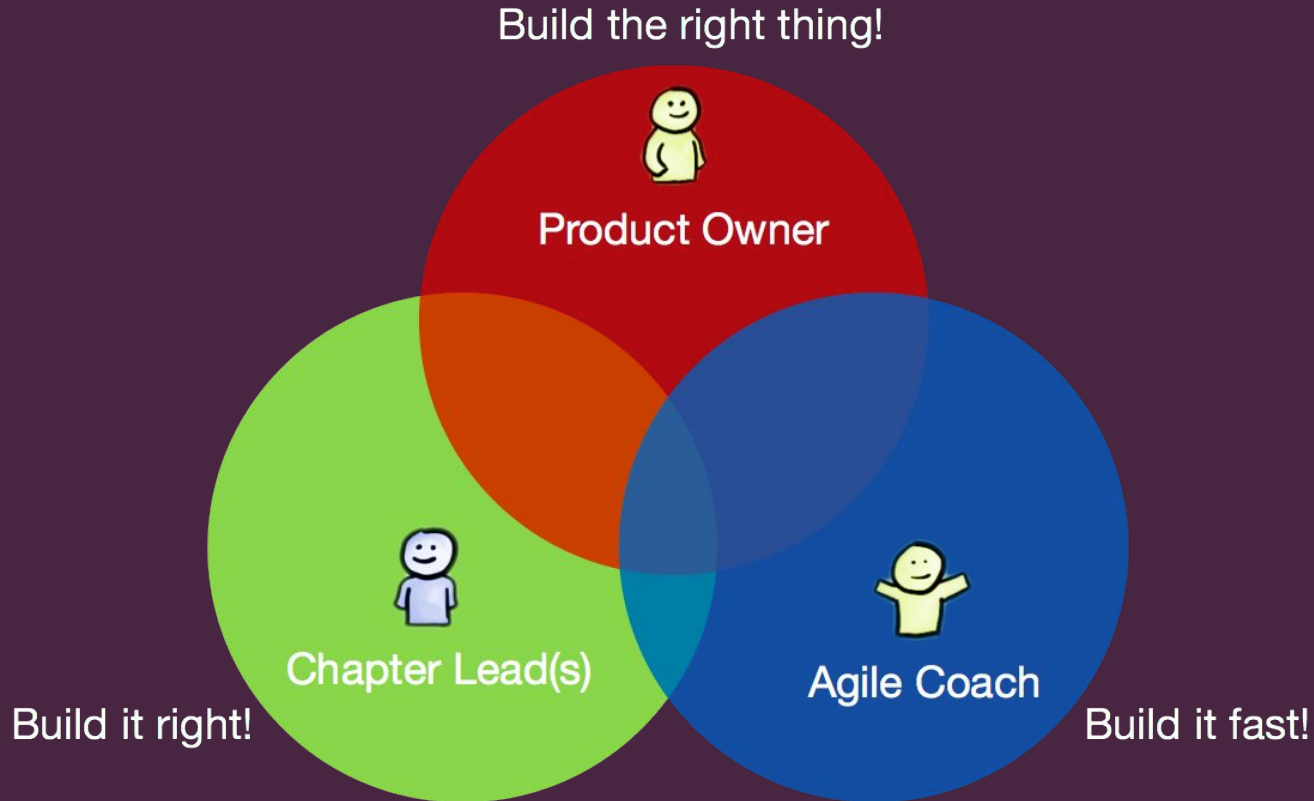 Build the right thing!
Product Owner
Chapter Lead(s)
Agile Coach
Build it right!
Build it fast!